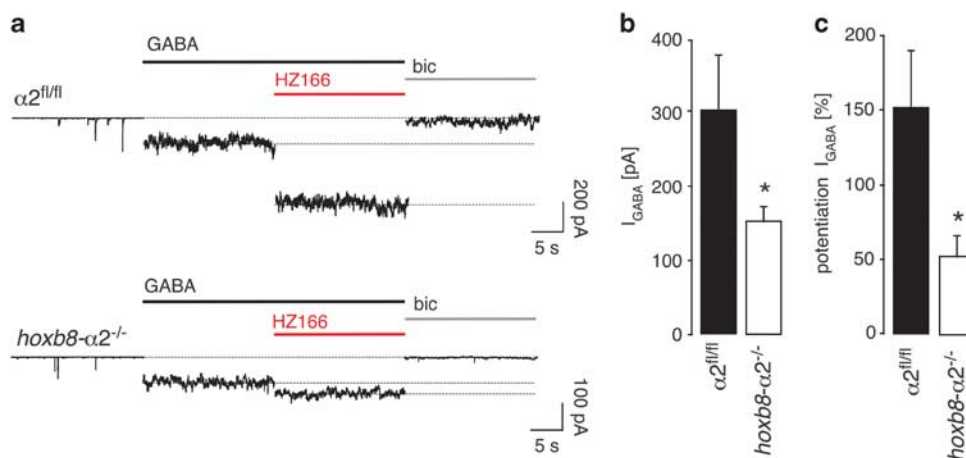 a
GABA
HZ166
bic
α2fl/fl
200 pA
5 s
GABA
HZ166
bic
hoxb8-α2-/-
100 pA
5 s
b
400
300
200
100
0
IGABA [pA]
*
α2fl/fl
hoxb8-α2-/-
c
200
150
100
50
0
potentiation IGABA [%]
*
α2fl/fl
hoxb8-α2-/-